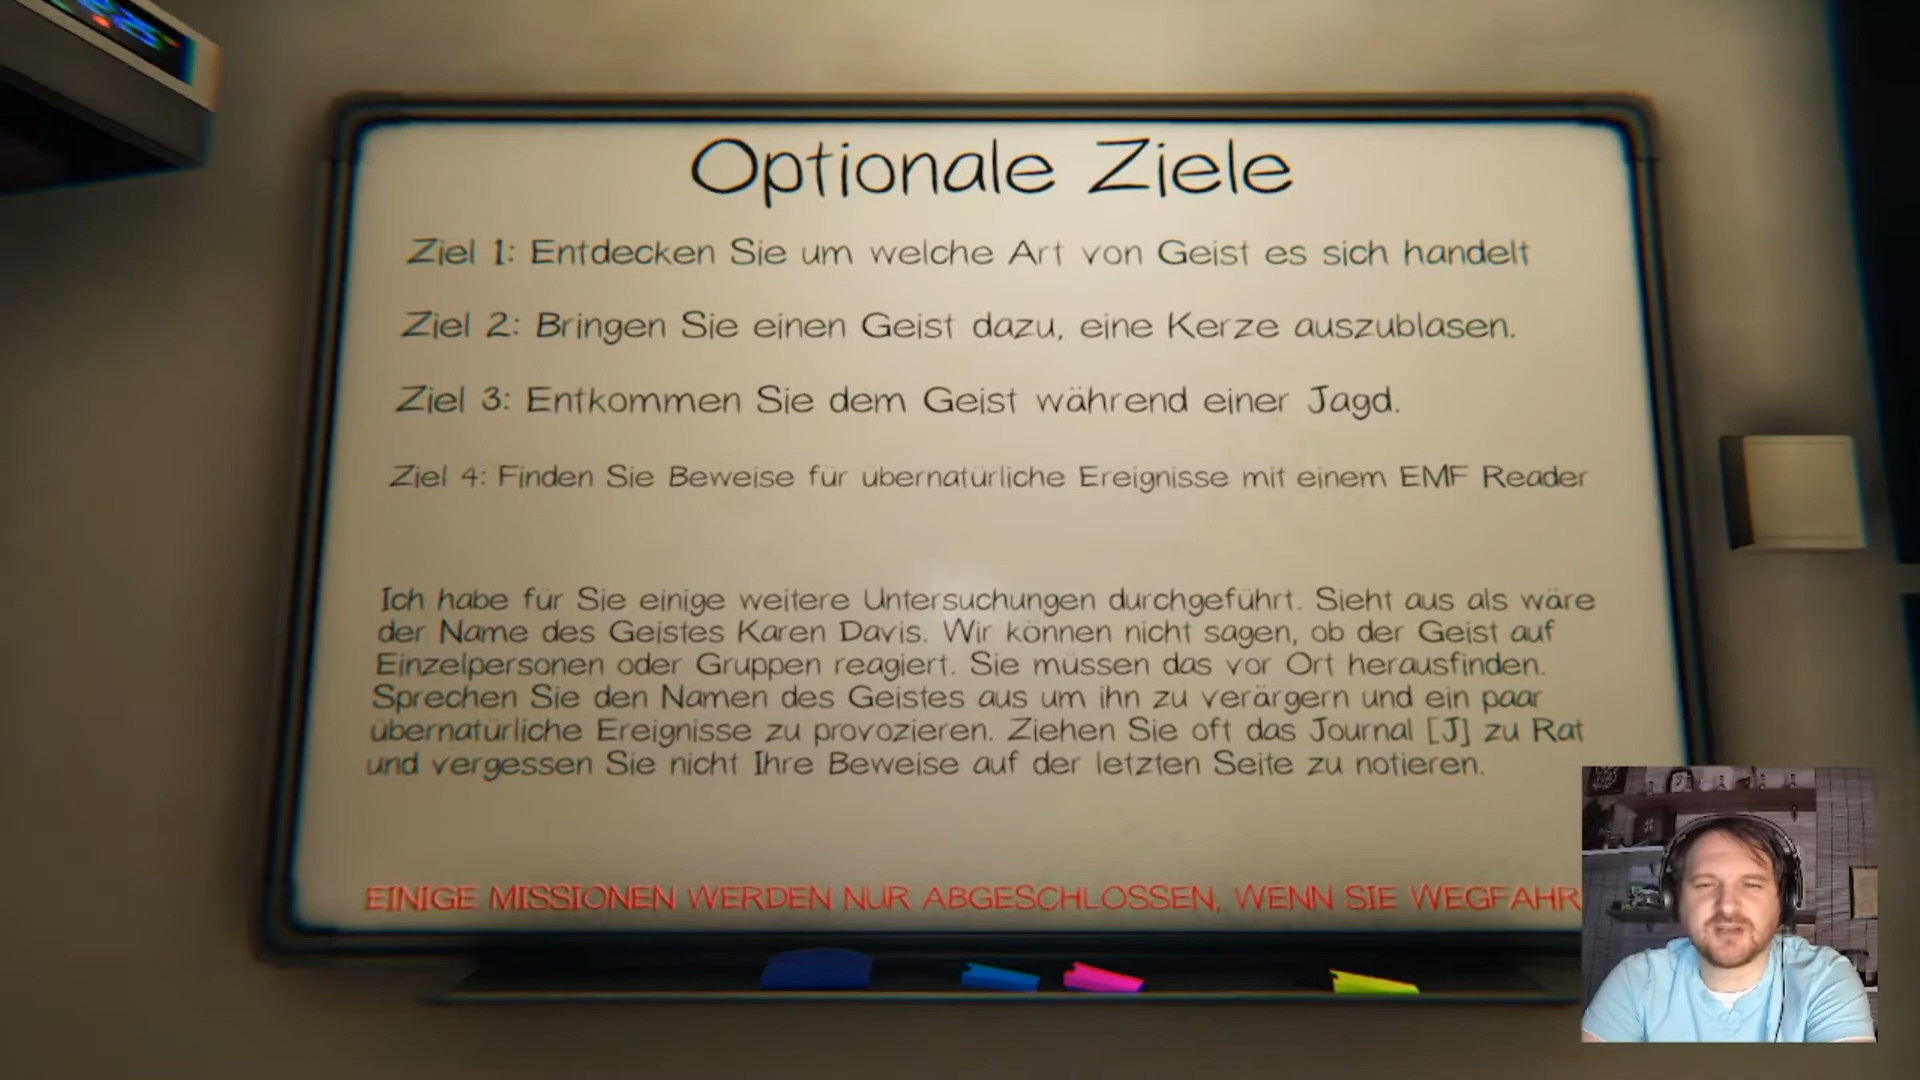 Optionale Ziele
Ziel 1: Entdecken Sie um welche Art von Geist es sich handelt
Ziel 2: Bringen Sie einen Geist dazu, eine Kerze auszublasen.
Ziel 3: Entkommen Sie dem Geist während einer Jagd.
Ziel 4: Finden Sie Beweise für übernatürliche Ereignisse mit einem EMF Reader
Ich habe für Sie einige weitere Untersuchungen durchgeführt. Sieht aus als wäre
der Name des Geistes Karen Davis. Wir können nicht sagen, ob der Geist auf
Einzelpersonen oder Gruppen reagiert. Sie müssen das vor Ort herausfinden.
Sprechen Sie den Namen des Geistes aus um ihn zu verärgern und ein paar
übernatürliche Ereignisse zu provozieren. Ziehen Sie oft das Journal [J] zu Rat
und vergessen Sie nicht Ihre Beweise auf der letzten Seite zu notieren.
EINIGE MISSIONEN WERDEN NUR ABGESCHLOSSEN, WENN SIE WEGFAHR